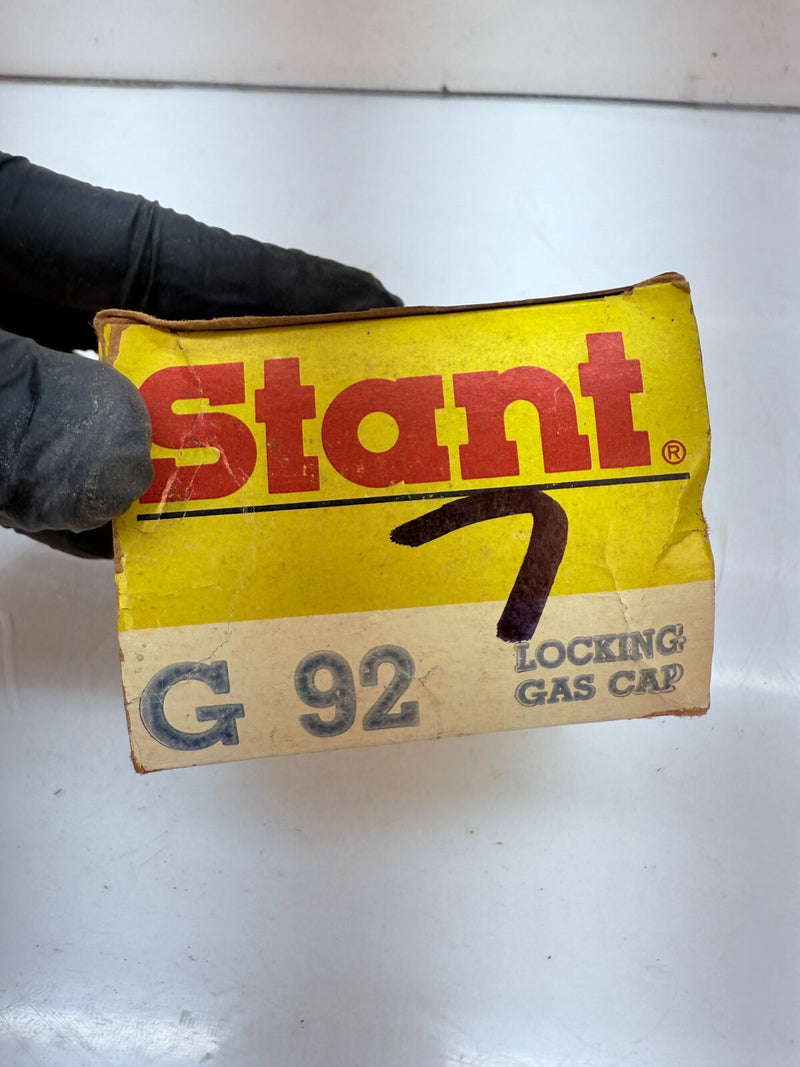 Stant®
7
G 92
LOCKING
GAS CAP